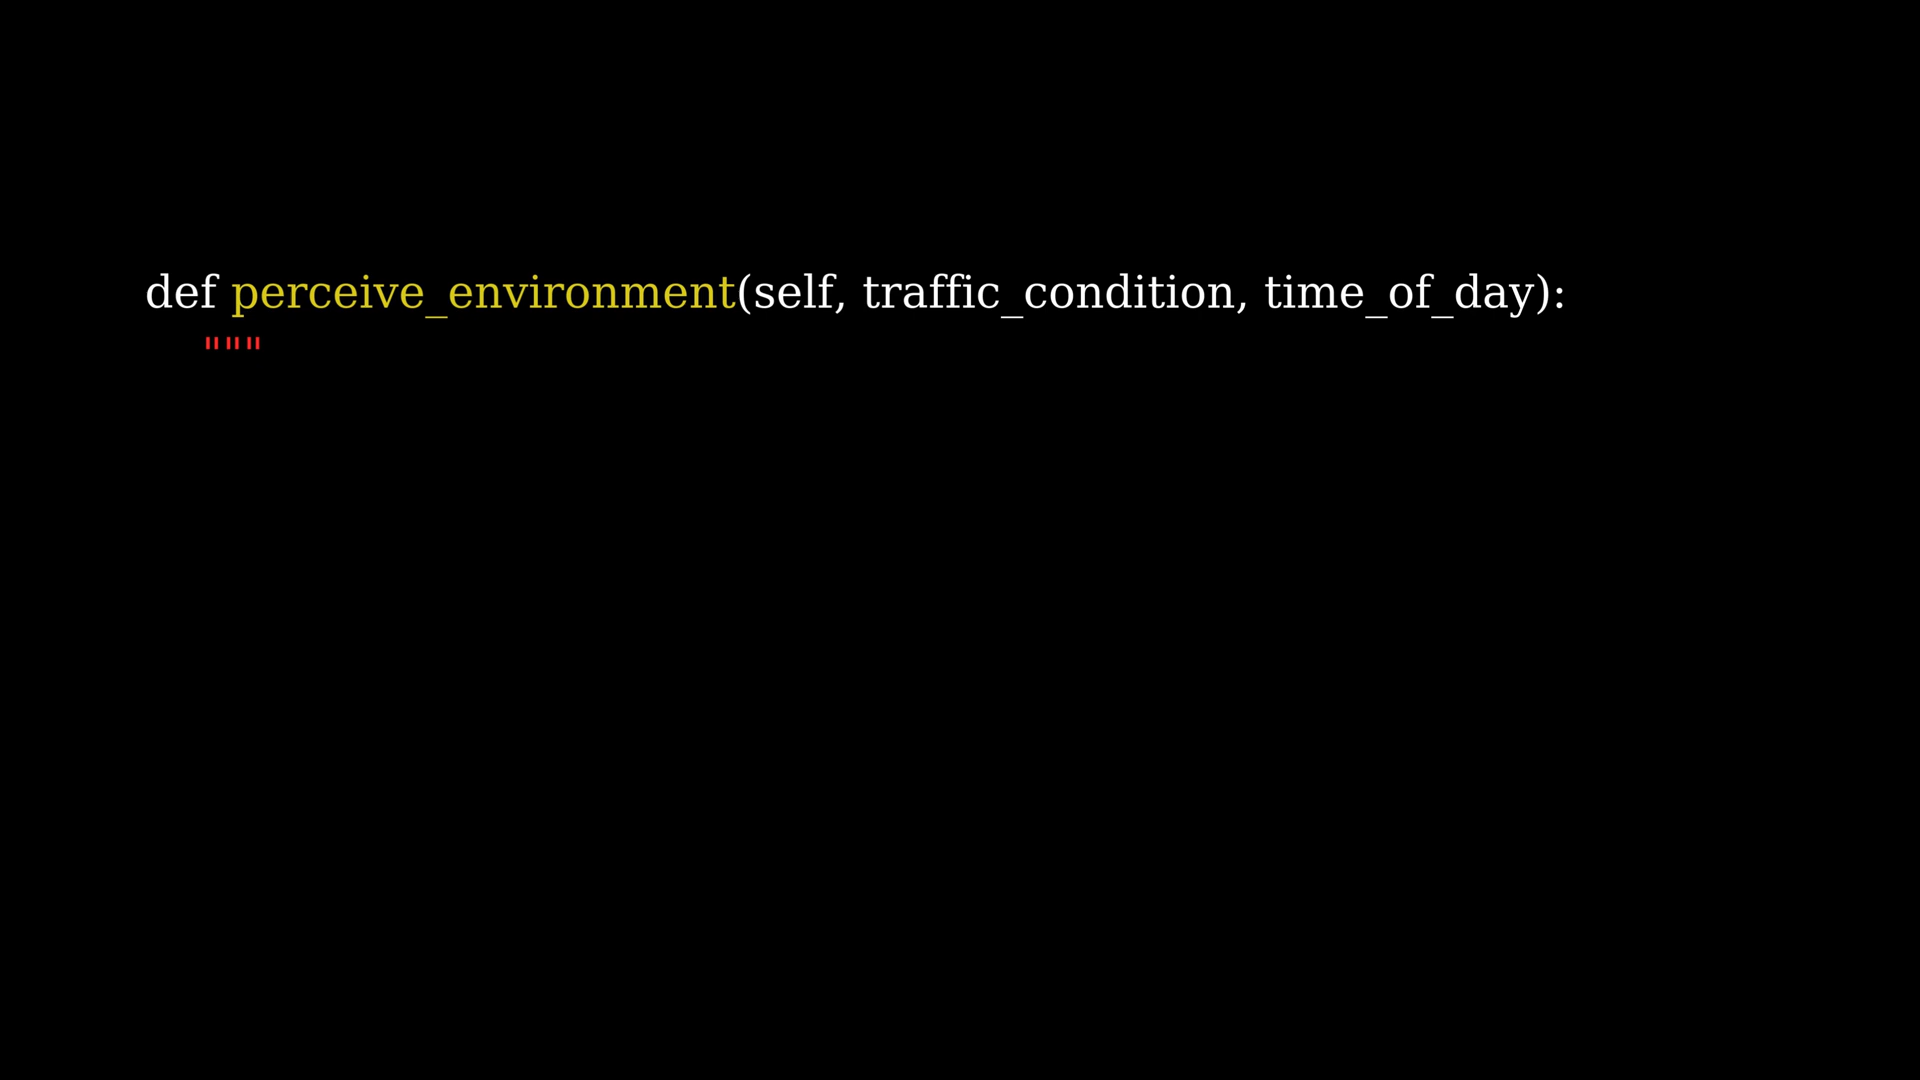 def perceive_environment(self, traffic_condition, time_of_day):
"""